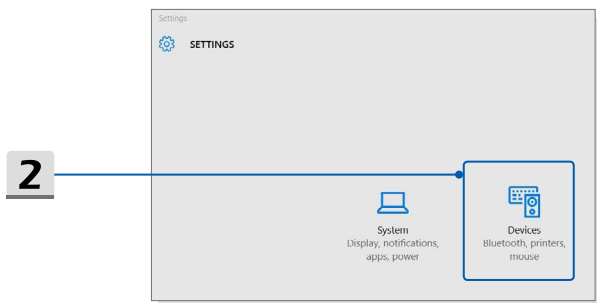 Settings
SETTINGS
2
System
Display, notifications,
apps, power
Devices
Bluetooth, printers,
mouse